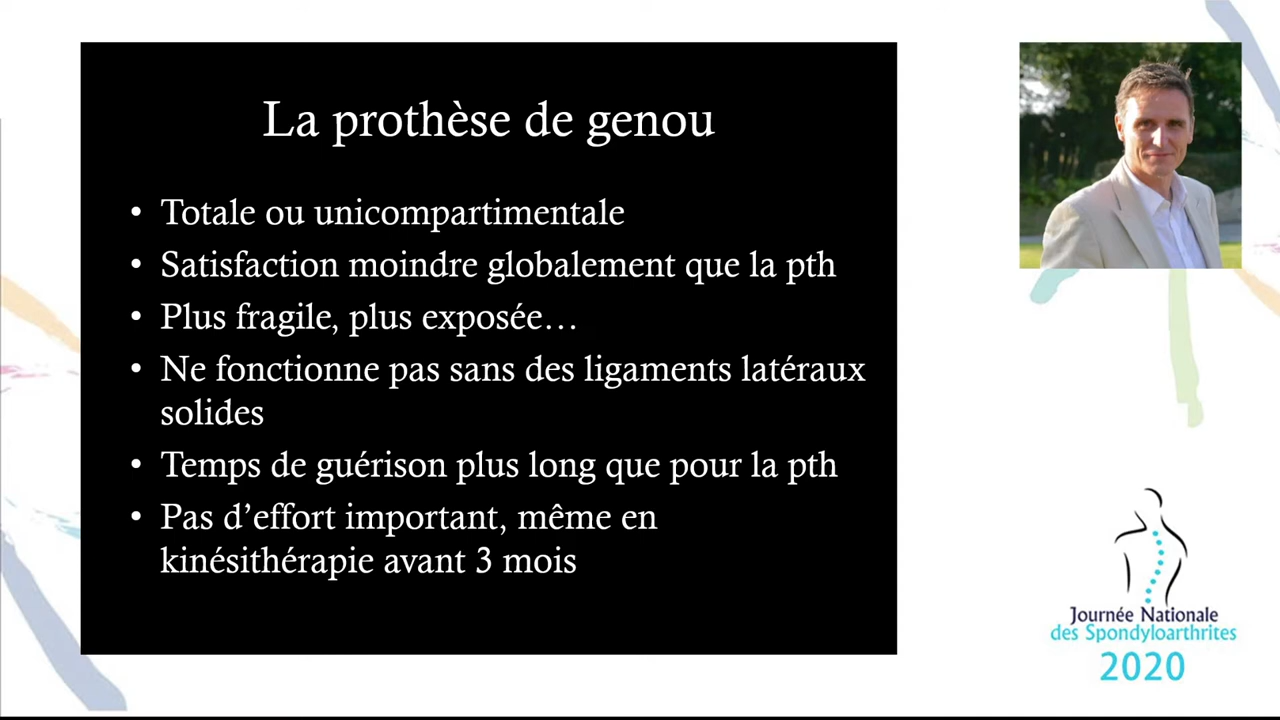 La prothèse de genou
• Totale ou unicompartimentale
• Satisfaction moindre globalement que la pth
• Plus fragile, plus exposée…
• Ne fonctionne pas sans des ligaments latéraux
solides
• Temps de guérison plus long que pour la pth
• Pas d’effort important, même en
kinésithérapie avant 3 mois
Journée Nationale
des Spondyloarthrites
2020